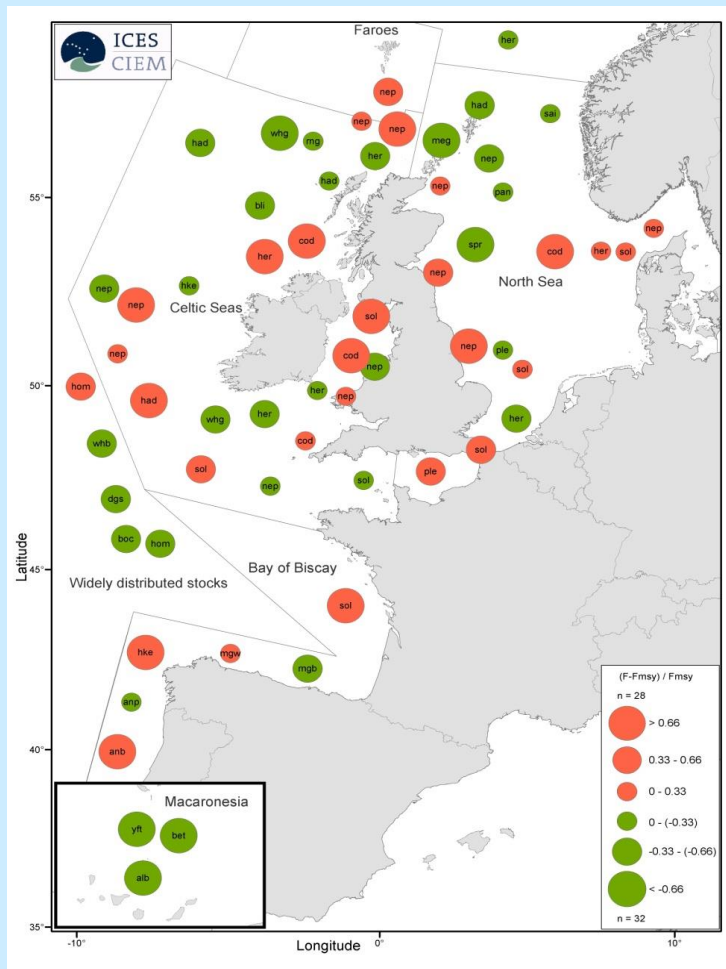 ICES
CIEM
Faroes
her
nep
had
sai
nep
nep
whg
mg
had
meg
her
nep
had
nep
pan
bli
spr
cod
her
cod
nep
her
sol
nep
nep
North Sea
hke
nep
Celtic Seas
nep
sol
nep
cod
nep
ple
nep
sol
hom
her
nep
had
whg
her
her
cod
sol
whb
sol
ple
nep
sol
dgs
boc
hom
Bay of Biscay
Widely distributed stocks
sol
hke
mgw
mgb
anp
anb
Macaronesia
yft
bet
alb
(F-Fmsy) / Fmsy
n = 28
> 0.66
0.33 - 0.66
0 - 0.33
0 - (-0.33)
-0.33 - (-0.66)
< -0.66
n = 32
55°
50°
45°
40°
35°
Latitude
-10°
0°
10°
Longitude